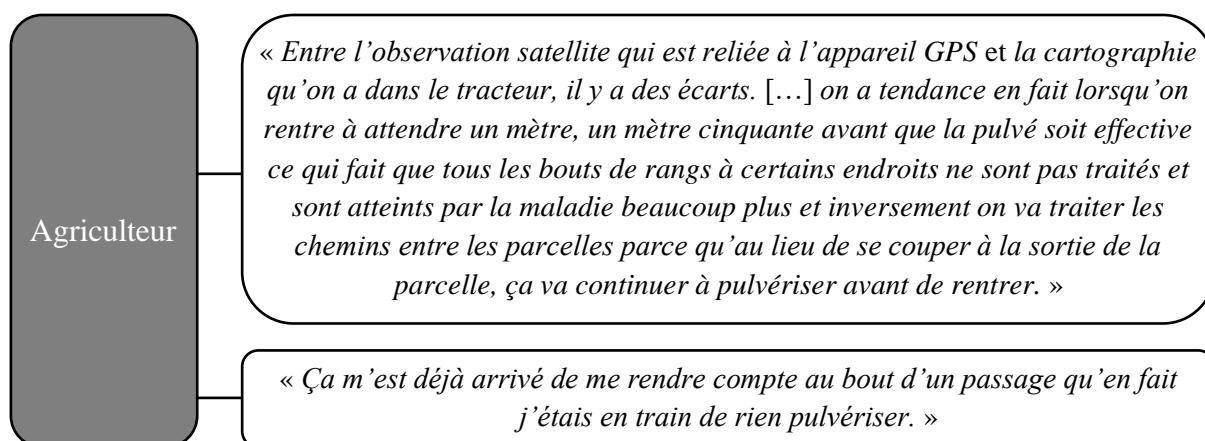 Agriculteur
« Entre l’observation satellite qui est reliée à l’appareil GPS et la cartographie
qu’on a dans le tracteur, il y a des écarts. […] on a tendance en fait lorsqu’on
rentre à attendre un mètre, un mètre cinquante avant que la pulvé soit effective
ce qui fait que tous les bouts de rangs à certains endroits ne sont pas traités et
sont atteints par la maladie beaucoup plus et inversement on va traiter les
chemins entre les parcelles parce qu’au lieu de se couper à la sortie de la
parcelle, ça va continuer à pulvériser avant de rentrer. »
« Ça m’est déjà arrivé de me rendre compte au bout d’un passage qu’en fait
j’étais en train de rien pulvériser. »